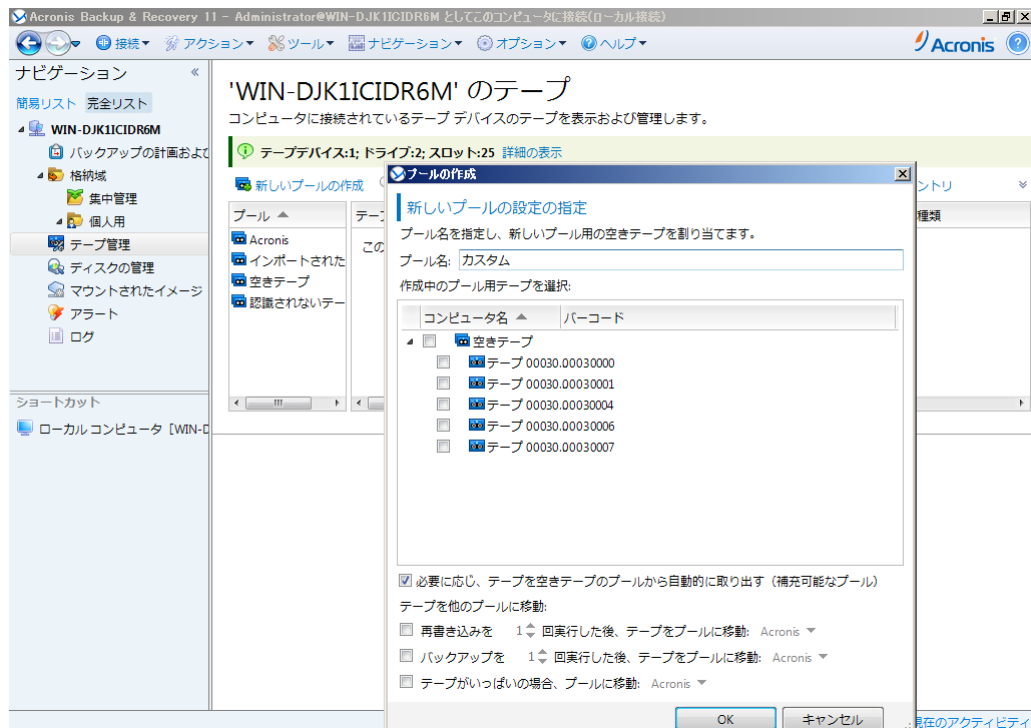 Acronis Backup & Recovery 11 - Administrator@WIN-DJK1ICIDR6M としてこのコンピュータに接続(ローカル接続)
接続 アクション ツール ナビゲーション オプション ヘルプ
Acronis
ナビゲーション
簡易リスト 完全リスト
WIN-DJK1ICIDR6M
バックアップの計画およ
格納域
集中管理
個人用
テープ管理
ディスクの管理
マウントされたイメージ
アラート
ログ
ショートカット
ローカル コンピュータ [WIN-D
'WIN-DJK1ICIDR6M' のテープ
コンピュータに接続されているテープ デバイスのテープを表示および管理します。
テープデバイス:1; ドライブ:2; スロット:25 詳細の表示
新しいプールの作成
ントリ
プール
テー
種類
Acronis
この
インポートされた
空きテープ
認識されないテー
プールの作成
新しいプールの設定の指定
プール名を指定し、新しいプール用の空きテープを割り当てます。
プール名: カスタム
作成中のプール用テープを選択:
コンピュータ名 バーコード
空きテープ
テープ 00030.00030000
テープ 00030.00030001
テープ 00030.00030004
テープ 00030.00030006
テープ 00030.00030007
必要に応じ、テープを空きテープのプールから自動的に取り出す（補充可能なプール）
テープを他のプールに移動:
再書き込みを 1 回実行した後、テープをプールに移動: Acronis
バックアップを 1 回実行した後、テープをプールに移動: Acronis
テープがいっぱいの場合、プールに移動: Acronis
OK キャンセル
現在のアクティビティ